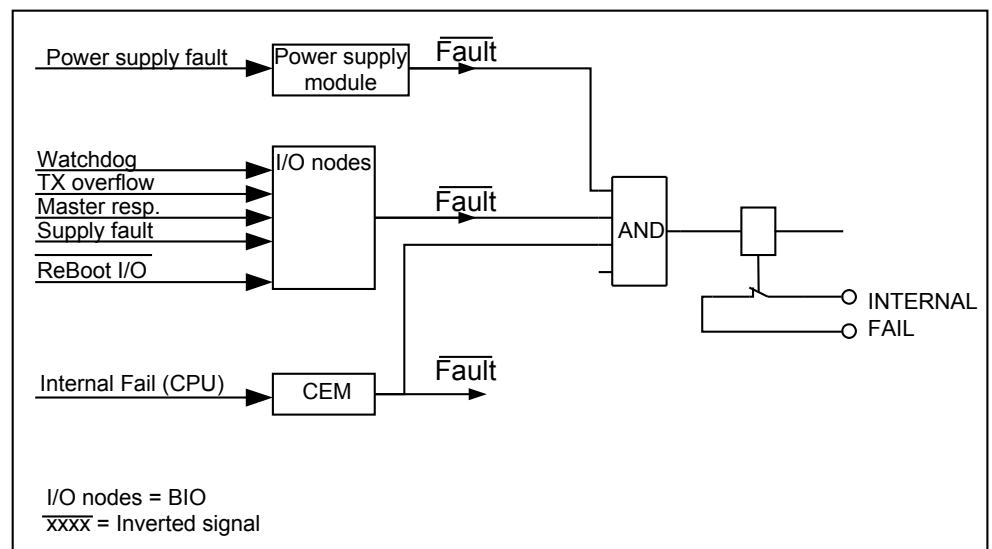 Power supply fault
Power supply
module
Fault
Watchdog
TX overflow
Master resp.
Supply fault
ReBoot I/O
I/O nodes
Fault
AND
INTERNAL
FAIL
Internal Fail (CPU)
CEM
Fault
I/O nodes = BIO
xxxx = Inverted signal